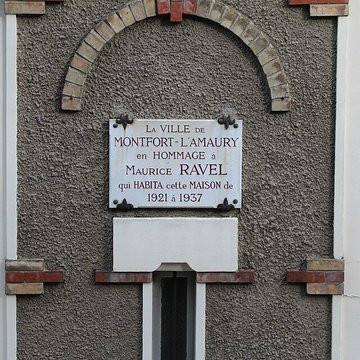 LA VILLE DE
MONTFORT-L'AMAURY
en HOMMAGE à
MAURICE RAVEL
qui HABITA cette MAISON de
1921 à 1937